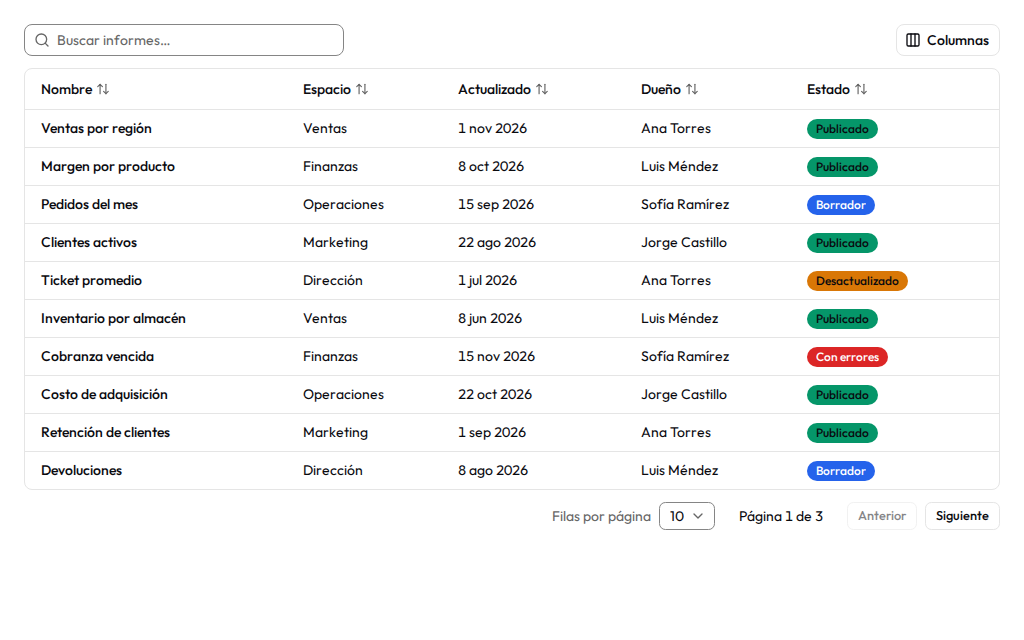 Buscar informes…
Columnas
Nombre Espacio Actualizado Dueño Estado
Ventas por región Ventas 1 nov 2026 Ana Torres Publicado
Margen por producto Finanzas 8 oct 2026 Luis Méndez Publicado
Pedidos del mes Operaciones 15 sep 2026 Sofía Ramírez Borrador
Clientes activos Marketing 22 ago 2026 Jorge Castillo Publicado
Ticket promedio Dirección 1 jul 2026 Ana Torres Desactualizado
Inventario por almacén Ventas 8 jun 2026 Luis Méndez Publicado
Cobranza vencida Finanzas 15 nov 2026 Sofía Ramírez Con errores
Costo de adquisición Operaciones 22 oct 2026 Jorge Castillo Publicado
Retención de clientes Marketing 1 sep 2026 Ana Torres Publicado
Devoluciones Dirección 8 ago 2026 Luis Méndez Borrador
Filas por página 10 Página 1 de 3 Anterior Siguiente